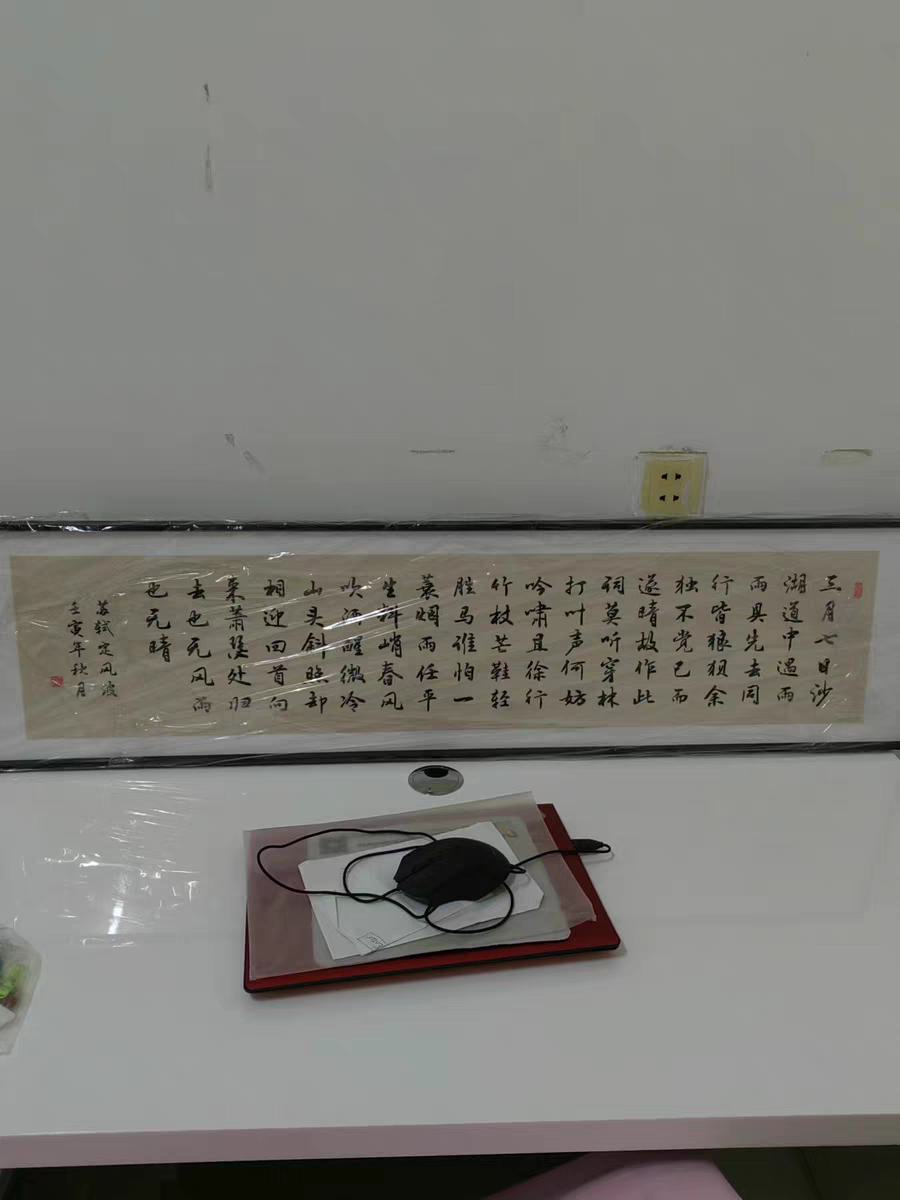 三月七日沙
湖道中遇雨
雨具先去同
行皆狼狈余
独不觉已而
遂晴故作此
词莫听穿林
打叶声何妨
吟啸且徐行
竹杖芒鞋轻
胜马谁怕一
蓑烟雨任平
生料峭春风
吹酒醒微冷
山头斜照却
相迎回首向
来萧瑟处归
去也无风雨
也无晴
苏轼定风波
壬寅年秋月